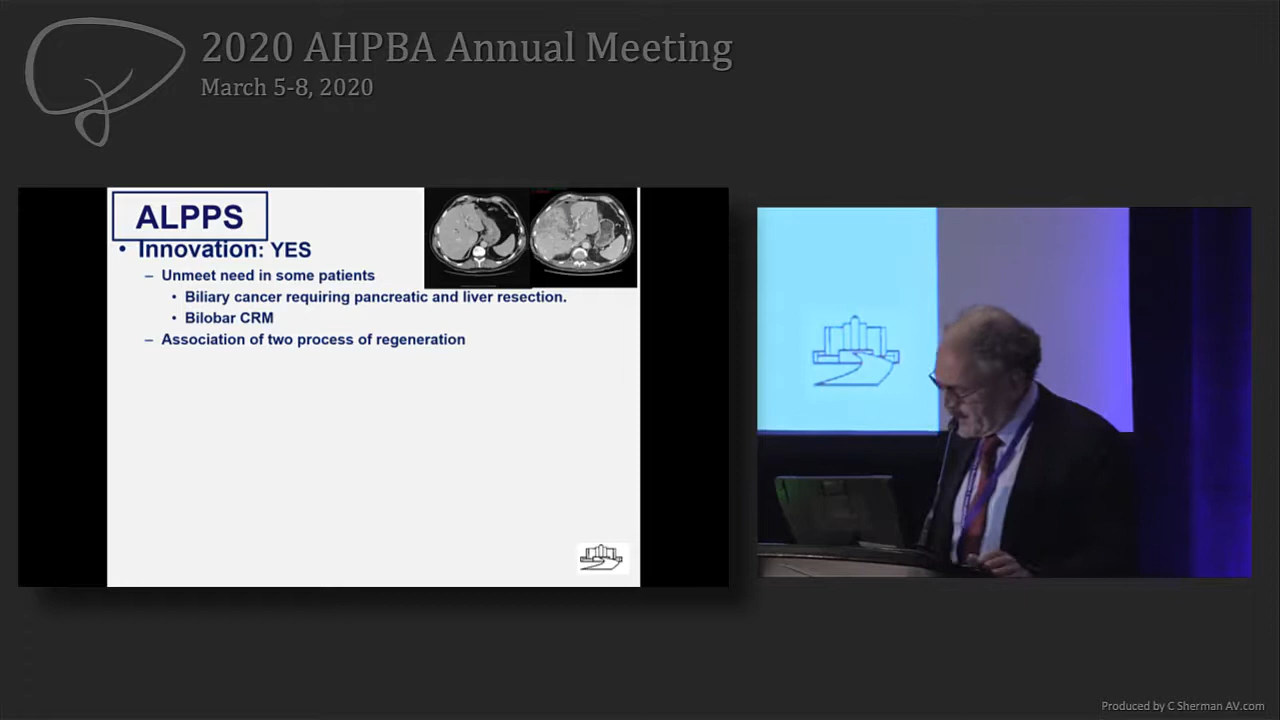 2020 AHPBA Annual Meeting
March 5-8, 2020
ALPPS
• Innovation: YES
– Unmeet need in some patients
• Biliary cancer requiring pancreatic and liver resection.
• Bilobar CRM
– Association of two process of regeneration
Produced by C Sherman AV.com